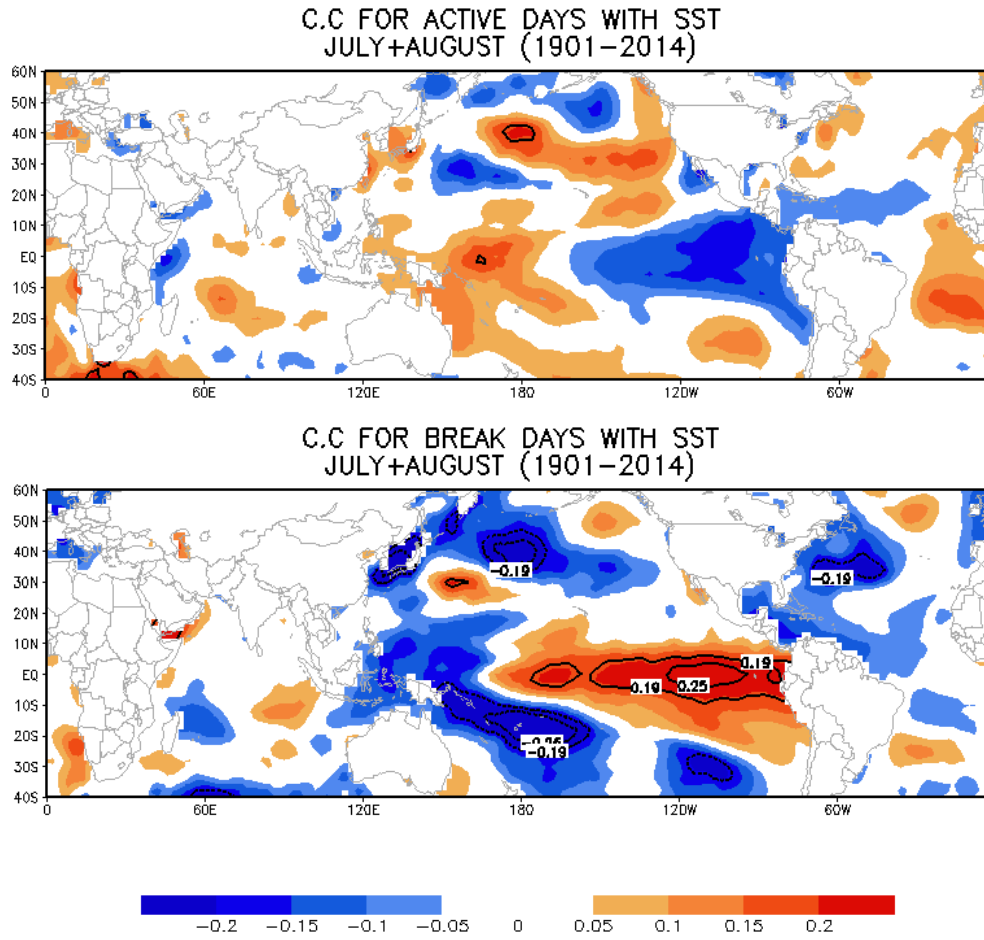 C.C FOR ACTIVE DAYS WITH SST
JULY+AUGUST (1901−2014)
60N
50N
40N
30N
20N
10N
EQ
10S
20S
30S
40S
0 60E 120E 180 120W 60W
C.C FOR BREAK DAYS WITH SST
JULY+AUGUST (1901−2014)
60N
50N
40N
−0.19
−0.19
30N
20N
10N
0.19
EQ
0.19 0.25
10S
20S
−0.19
30S
40S
0 60E 120E 180 120W 60W
−0.2 −0.15 −0.1 −0.05 0 0.05 0.1 0.15 0.2